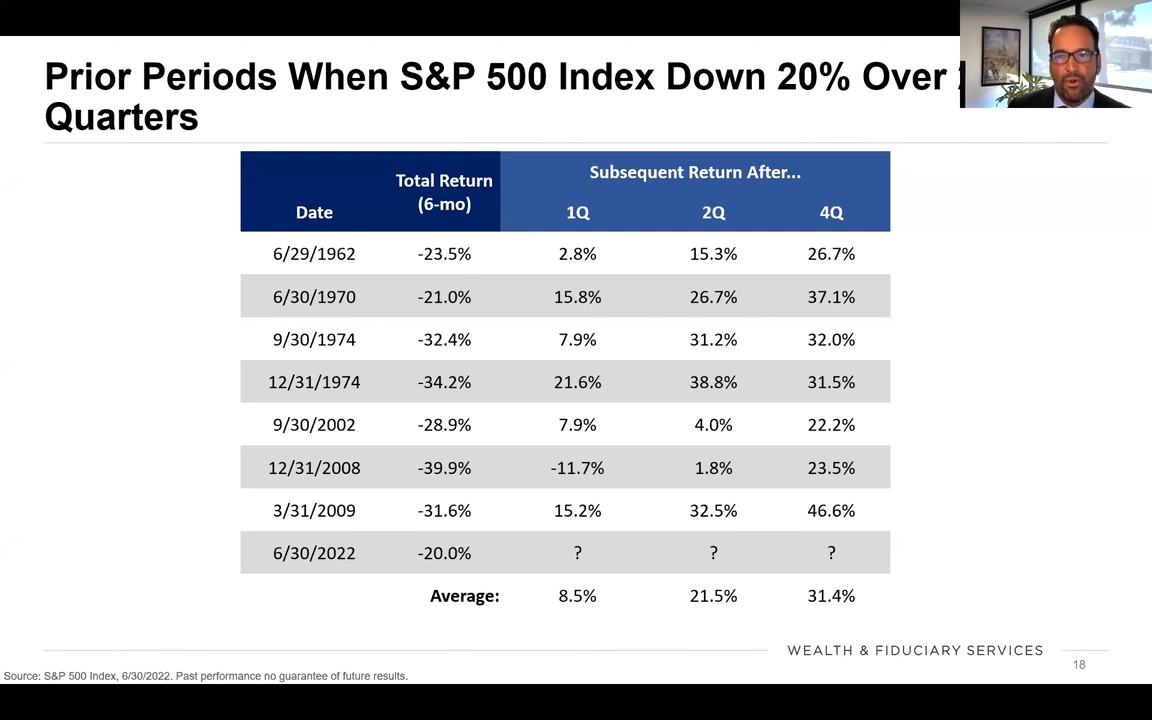 Prior Periods When S&P 500 Index Down 20% Over
Quarters
Total Return (6-mo) Subsequent Return After...
Date 1Q 2Q 4Q
6/29/1962 -23.5% 2.8% 15.3% 26.7%
6/30/1970 -21.0% 15.8% 26.7% 37.1%
9/30/1974 -32.4% 7.9% 31.2% 32.0%
12/31/1974 -34.2% 21.6% 38.8% 31.5%
9/30/2002 -28.9% 7.9% 4.0% 22.2%
12/31/2008 -39.9% -11.7% 1.8% 23.5%
3/31/2009 -31.6% 15.2% 32.5% 46.6%
6/30/2022 -20.0% ? ? ?
Average: 8.5% 21.5% 31.4%
WEALTH & FIDUCIARY SERVICES
18
Source: S&P 500 Index, 6/30/2022. Past performance no guarantee of future results.